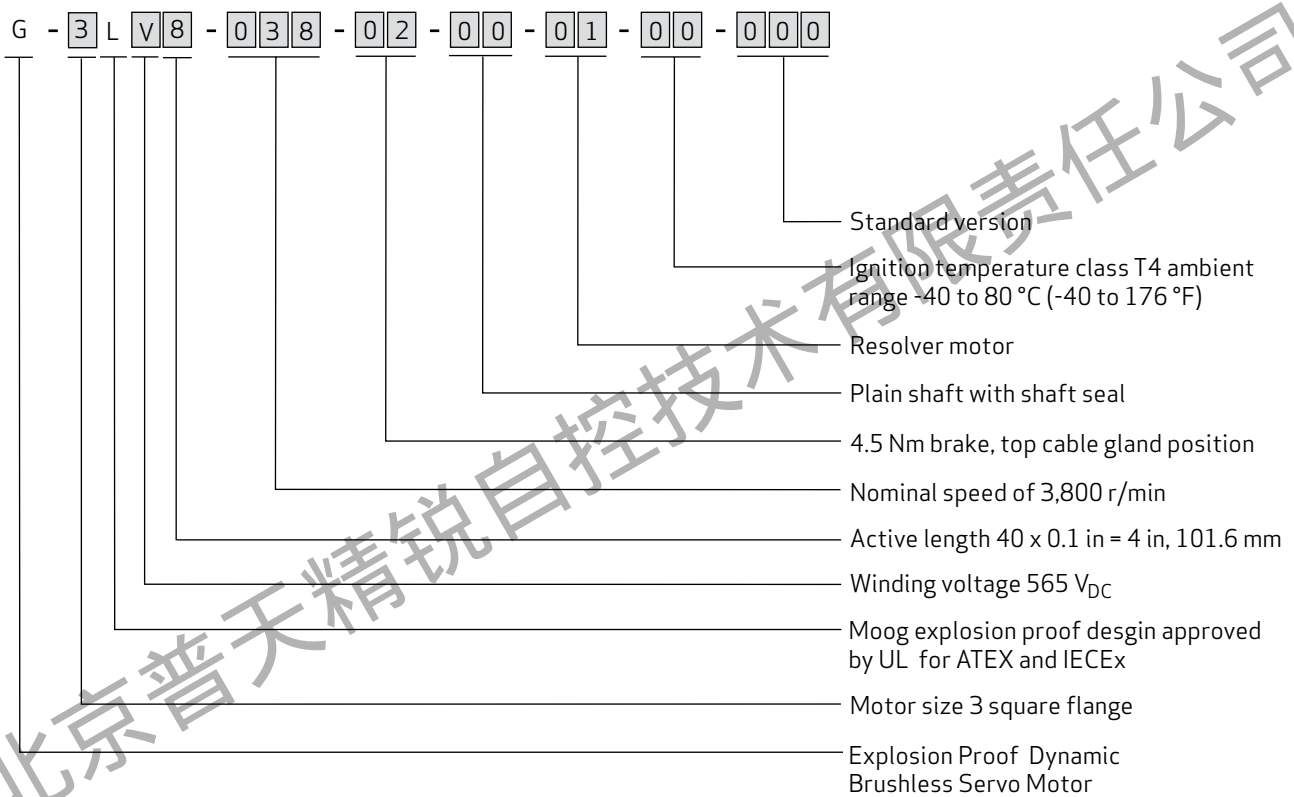 G - 3 L V 8 - 0 3 8 - 0 2 - 0 0 - 0 1 - 0 0 - 0 0 0
Standard version
Ignition temperature class T4 ambient
range -40 to 80 °C (-40 to 176 °F)
Resolver motor
Plain shaft with shaft seal
4.5 Nm brake, top cable gland position
Nominal speed of 3,800 r/min
Active length 40 x 0.1 in = 4 in, 101.6 mm
Winding voltage 565 VDC
Moog explosion proof desgin approved
by UL for ATEX and IECEx
Motor size 3 square flange
Explosion Proof Dynamic
Brushless Servo Motor
北京普天精锐自控技术有限责任公司